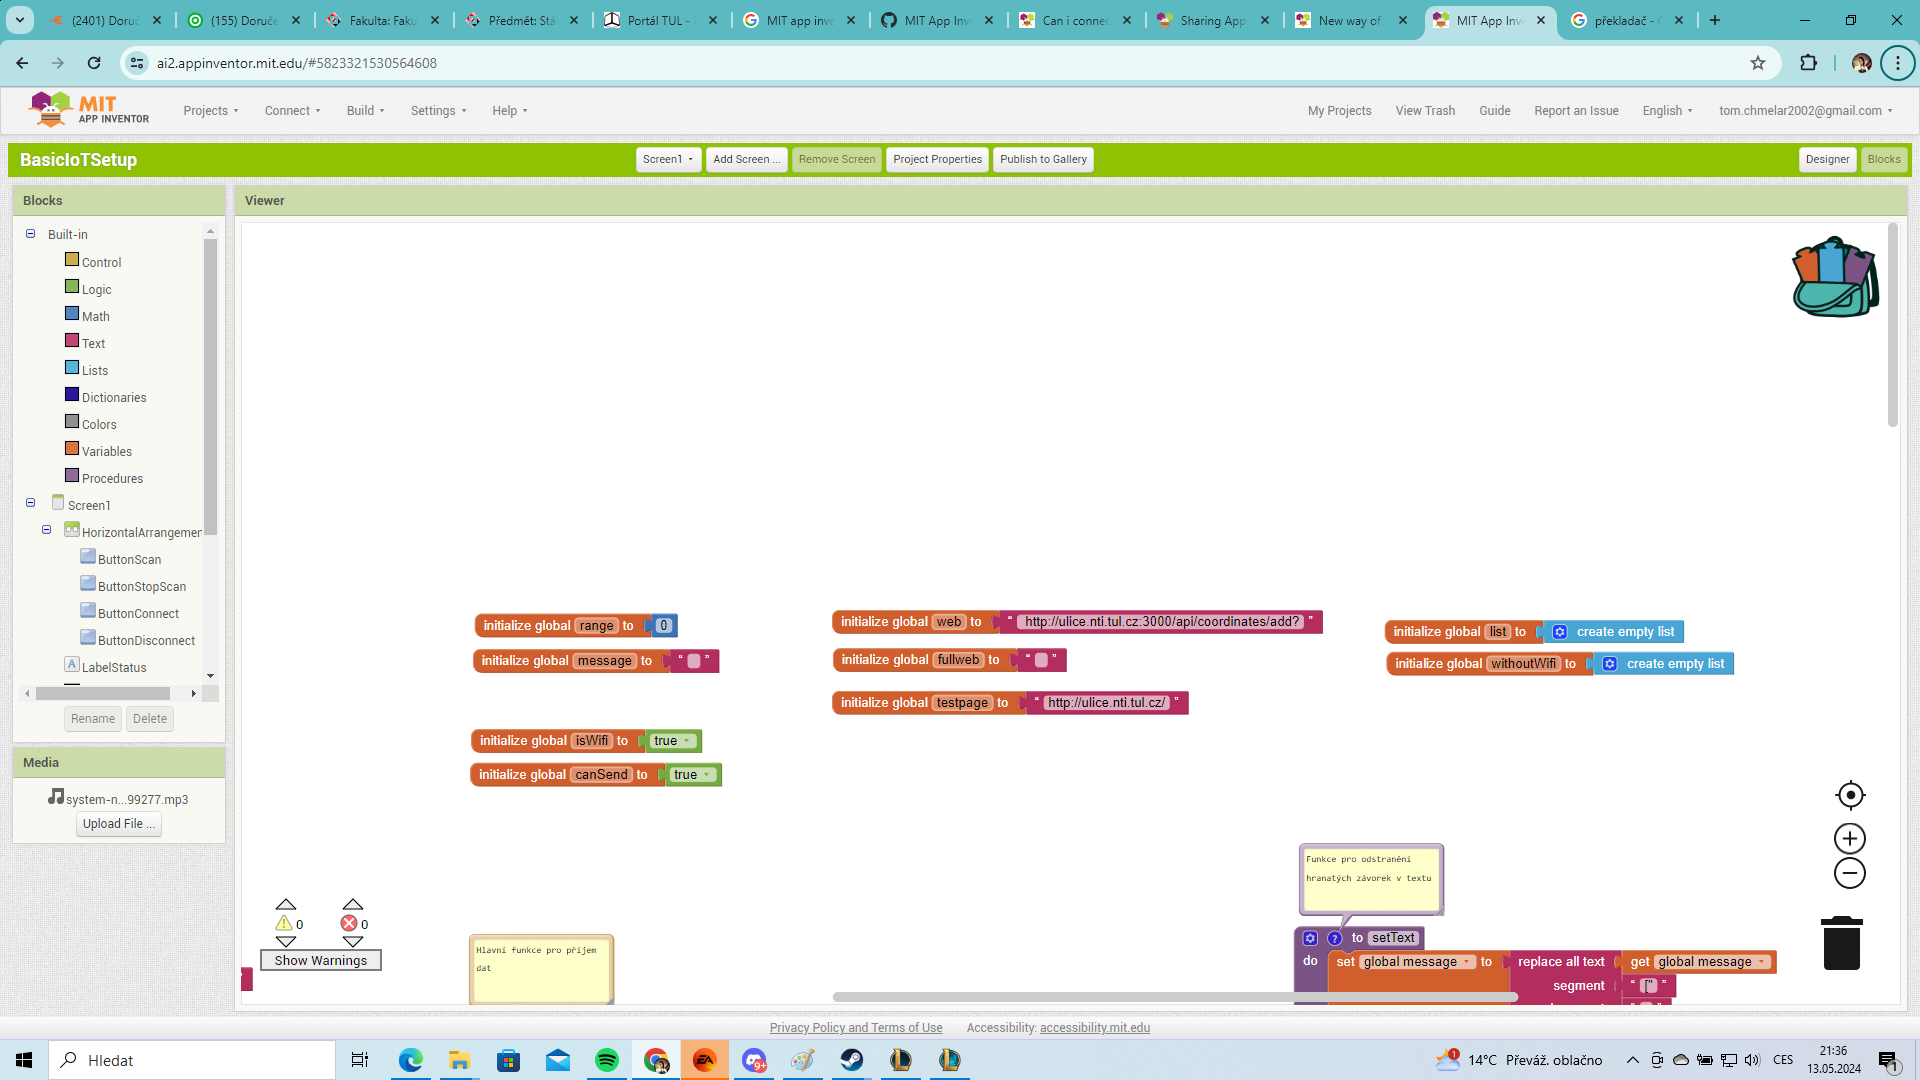 (2401) Doruč
(155) Doruče
Fakulta: Faku
Předmět: Stá
Portál TUL -
MIT app inve
MIT App Inv
Can i connec
Sharing App
New way of
MIT App Inv
překladač -
ai2.appinventor.mit.edu/#5823321530564608
MIT
APP INVENTOR
Projects
Connect
Build
Settings
Help
My Projects
View Trash
Guide
Report an Issue
English
tom.chmelar2002@gmail.com
BasicIoTSetup
Screen1
Add Screen ...
Remove Screen
Project Properties
Publish to Gallery
Designer
Blocks
Blocks
Viewer
Built-in
Control
Logic
Math
Text
Lists
Dictionaries
Colors
Variables
Procedures
Screen1
HorizontalArrangemen
ButtonScan
ButtonStopScan
ButtonConnect
ButtonDisconnect
LabelStatus
Rename
Delete
Media
system-n...99277.mp3
Upload File ...
initialize global range to 0
initialize global message to “ ”
initialize global isWifi to true
initialize global canSend to true
initialize global web to “ http://ulice.nti.tul.cz:3000/api/coordinates/add? ”
initialize global fullweb to “ ”
initialize global testpage to “ http://ulice.nti.tul.cz/ ”
initialize global list to create empty list
initialize global withoutWifi to create empty list
0
0
Show Warnings
Hlavní funkce pro příjem
dat
Funkce pro odstranění
hranatých závorek v textu
? to setText
do set global message to replace all text get global message
segment “ [" ”
Privacy Policy and Terms of Use
Accessibility: accessibility.mit.edu
Hledat
EA
9+
1
14°C Převáž. oblačno
CES
21:36
13.05.2024
1